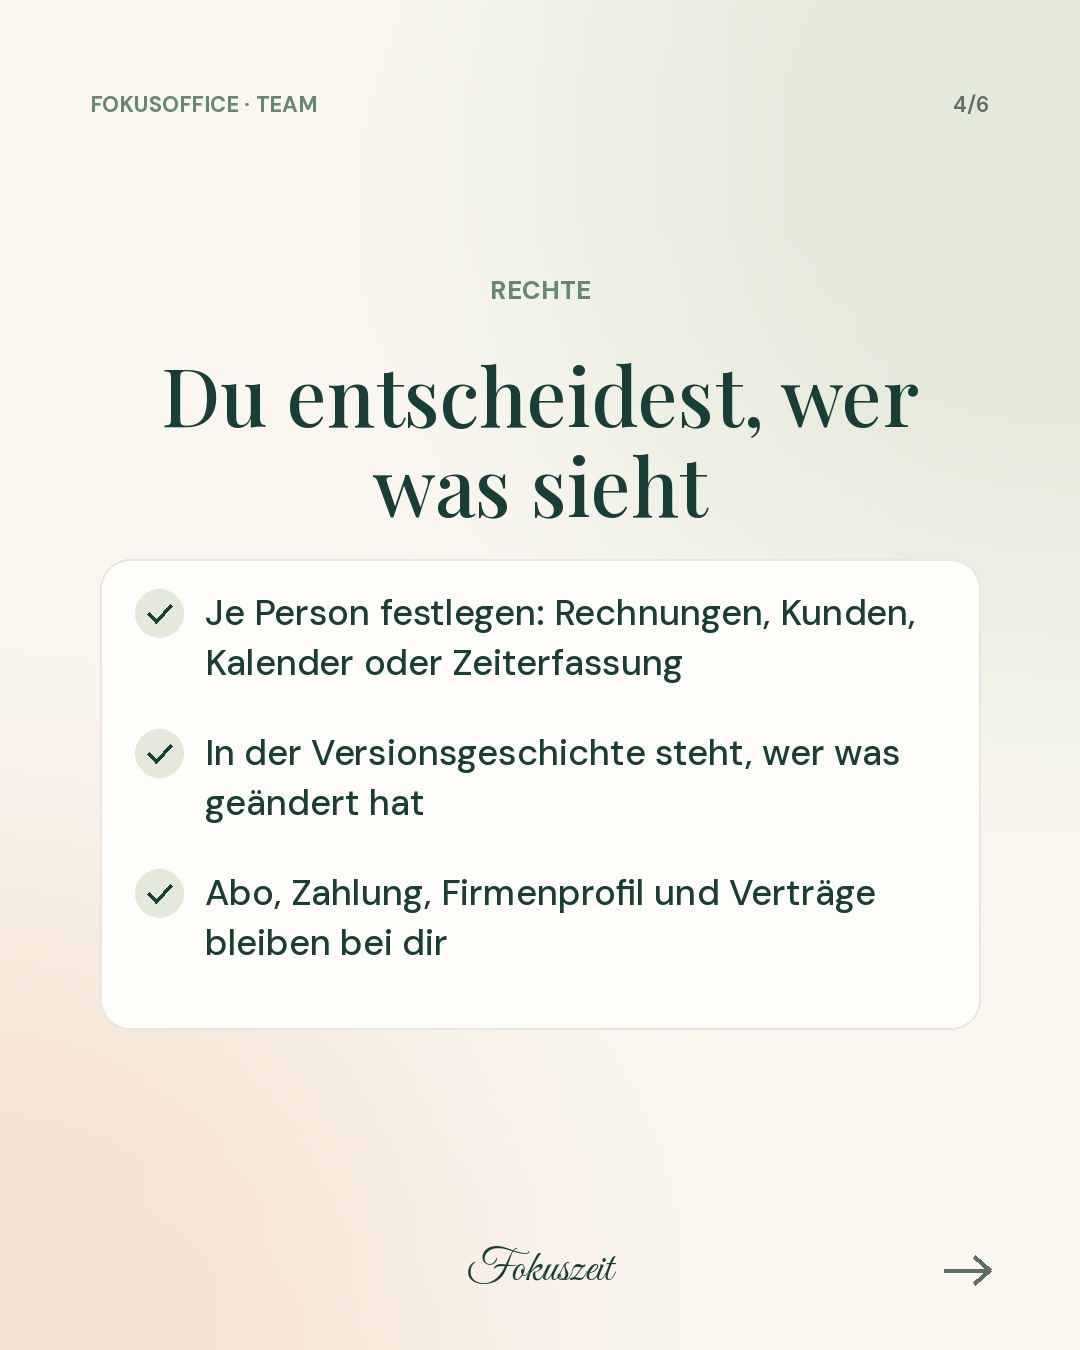 FOKUSOFFICE · TEAM
4/6
RECHTE
Du entscheidest, wer
was sieht
Je Person festlegen: Rechnungen, Kunden,
Kalender oder Zeiterfassung
In der Versionsgeschichte steht, wer was
geändert hat
Abo, Zahlung, Firmenprofil und Verträge
bleiben bei dir
Fokuszeit